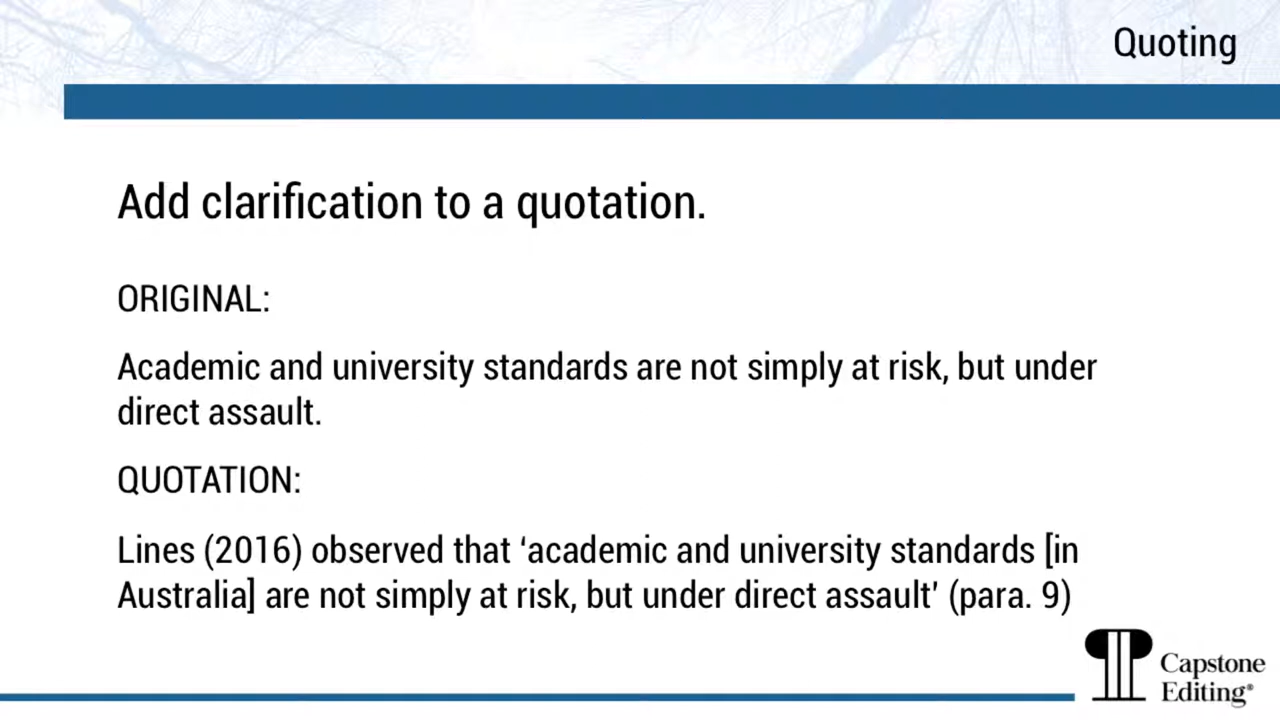 Quoting
Add clarification to a quotation.
ORIGINAL:
Academic and university standards are not simply at risk, but under
direct assault.
QUOTATION:
Lines (2016) observed that ‘academic and university standards [in
Australia] are not simply at risk, but under direct assault’ (para. 9)
Capstone
Editing®